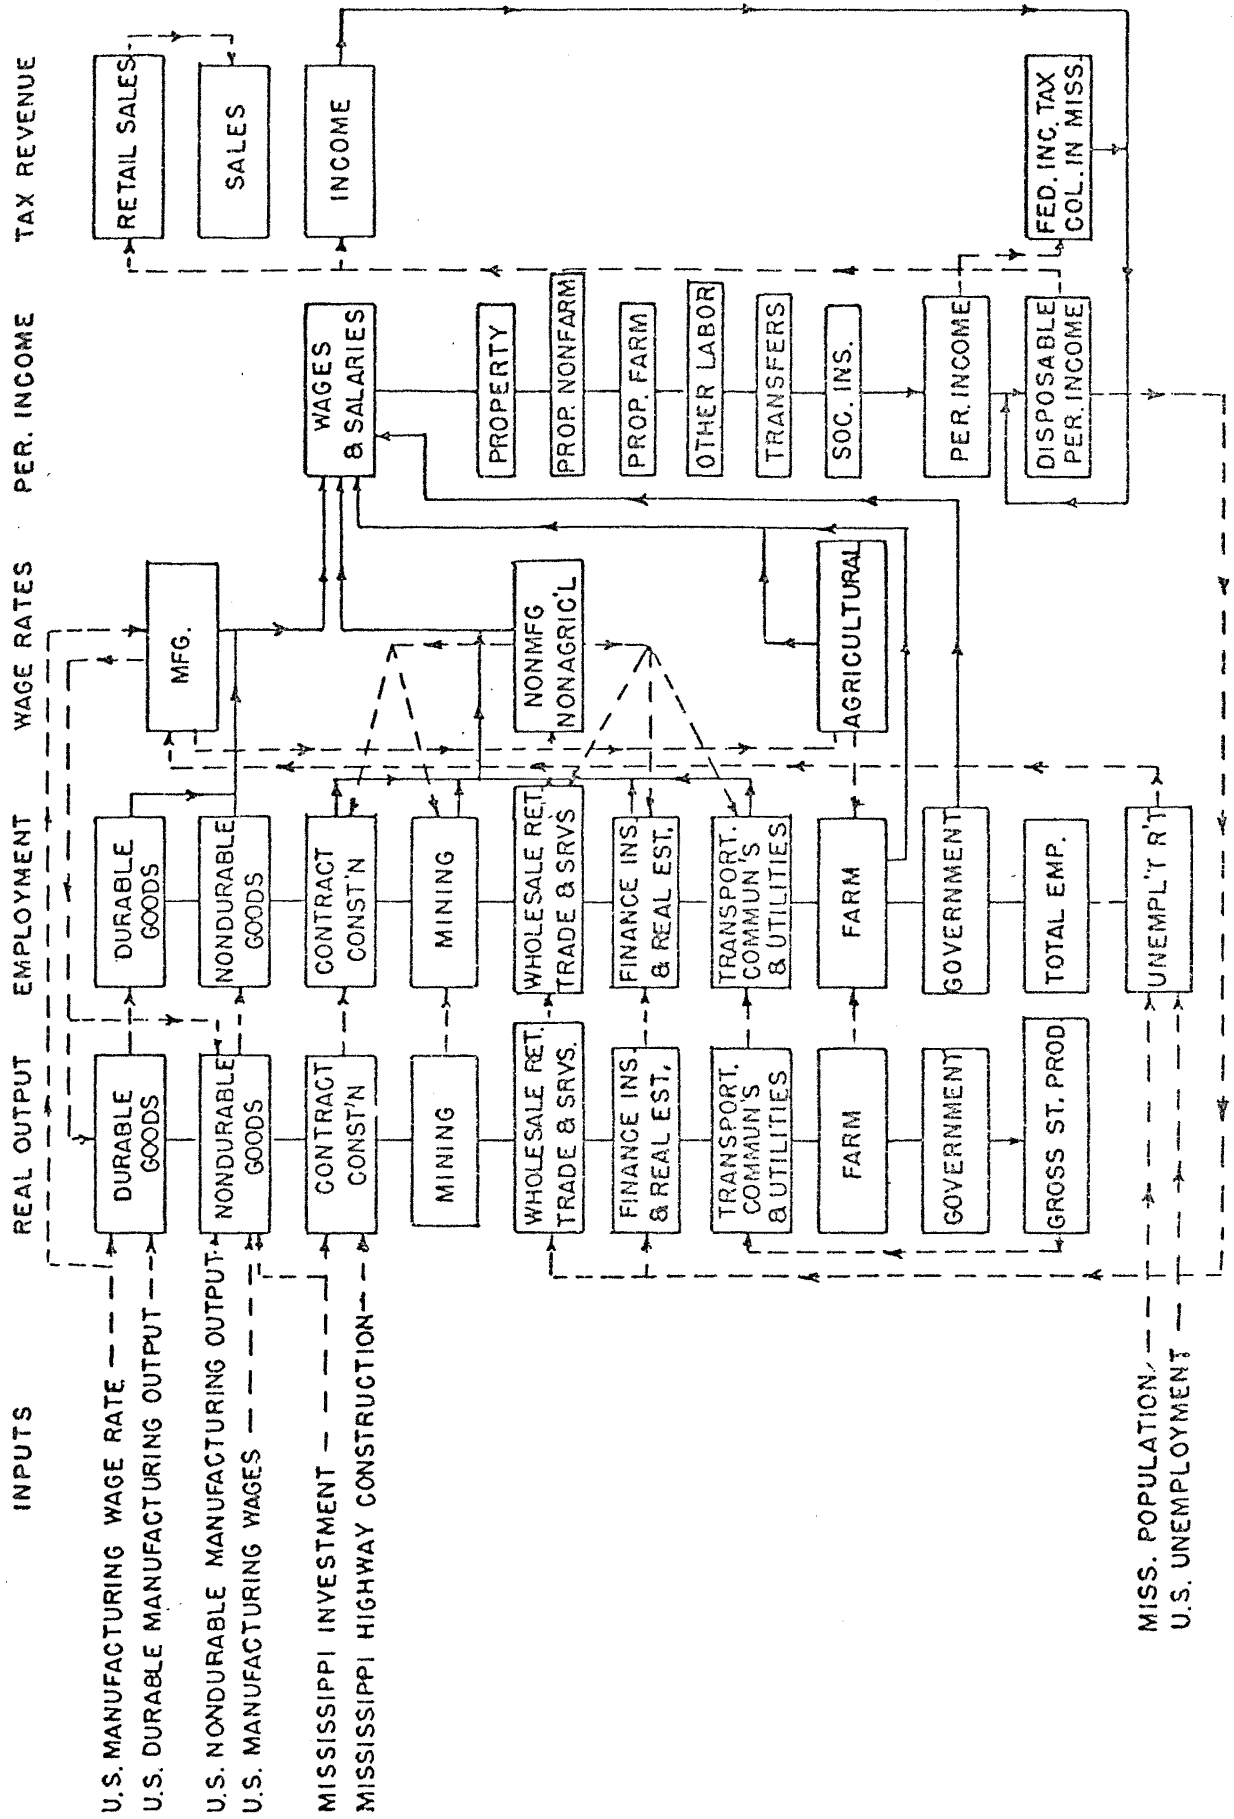 INPUTS
REAL OUTPUT
EMPLOYMENT
WAGE RATES
PER. INCOME
TAX REVENUE
U.S. MANUFACTURING WAGE RATE
U.S. DURABLE MANUFACTURING OUTPUT
U.S. NONDURABLE MANUFACTURING OUTPUT
U.S. MANUFACTURING WAGES
MISSISSIPPI INVESTMENT
MISSISSIPPI HIGHWAY CONSTRUCTION
MISS. POPULATION
U.S. UNEMPLOYMENT
DURABLE
GOODS
NONDURABLE
GOODS
CONTRACT
CONST'N
MINING
WHOLESALE RET.
TRADE & SRVS.
FINANCE INS.
& REAL EST.
TRANSPORT.
COMMUN'S
& UTILITIES
FARM
GOVERNMENT
GROSS ST. PROD.
DURABLE
GOODS
NONDURABLE
GOODS
CONTRACT
CONST'N
MINING
WHOLESALE RET.
TRADE & SRVS
FINANCE INS.
& REAL EST.
TRANSPORT.
COMMUN'S
& UTILITIES
FARM
GOVERNMENT
TOTAL EMP.
UNEMPL'T R'T
MFG.
NONMFG
NONAGRIC'L
AGRICULTURAL
WAGES
& SALARIES
PROPERTY
PROP. NONFARM
PROP. FARM
OTHER LABOR
TRANSFERS
SOC. INS.
PER. INCOME
DISPOSABLE
PER. INCOME
RETAIL SALES
SALES
INCOME
FED. INC. TAX
COL. IN MISS.